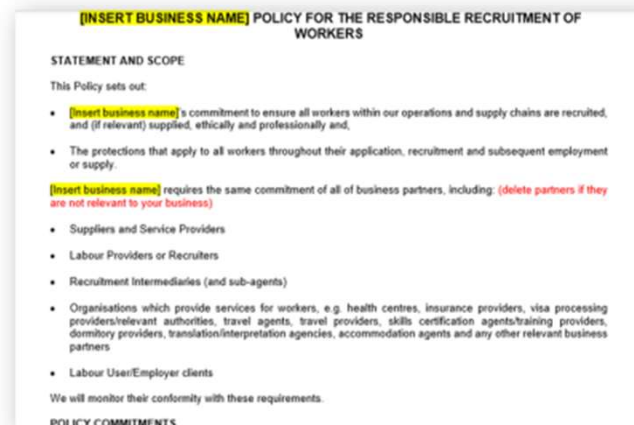 [INSERT BUSINESS NAME] POLICY FOR THE RESPONSIBLE RECRUITMENT OF
WORKERS
STATEMENT AND SCOPE
This Policy sets out:
• [Insert business name]'s commitment to ensure all workers within our operations and supply chains are recruited,
and (if relevant) supplied, ethically and professionally and,
• The protections that apply to all workers throughout their application, recruitment and subsequent employment
or supply.
[Insert business name] requires the same commitment of all of business partners, including: (delete partners if they
are not relevant to your business)
• Suppliers and Service Providers
• Labour Providers or Recruiters
• Recruitment Intermediaries (and sub-agents)
• Organisations which provide services for workers, e.g. health centres, insurance providers, visa processing
providers/relevant authorities, travel agents, travel providers, skills certification agents/training providers,
dormitory providers, translation/interpretation agencies, accommodation agents and any other relevant business
partners
• Labour User/Employer clients
We will monitor their conformity with these requirements.
POLICY COMMITMENTS